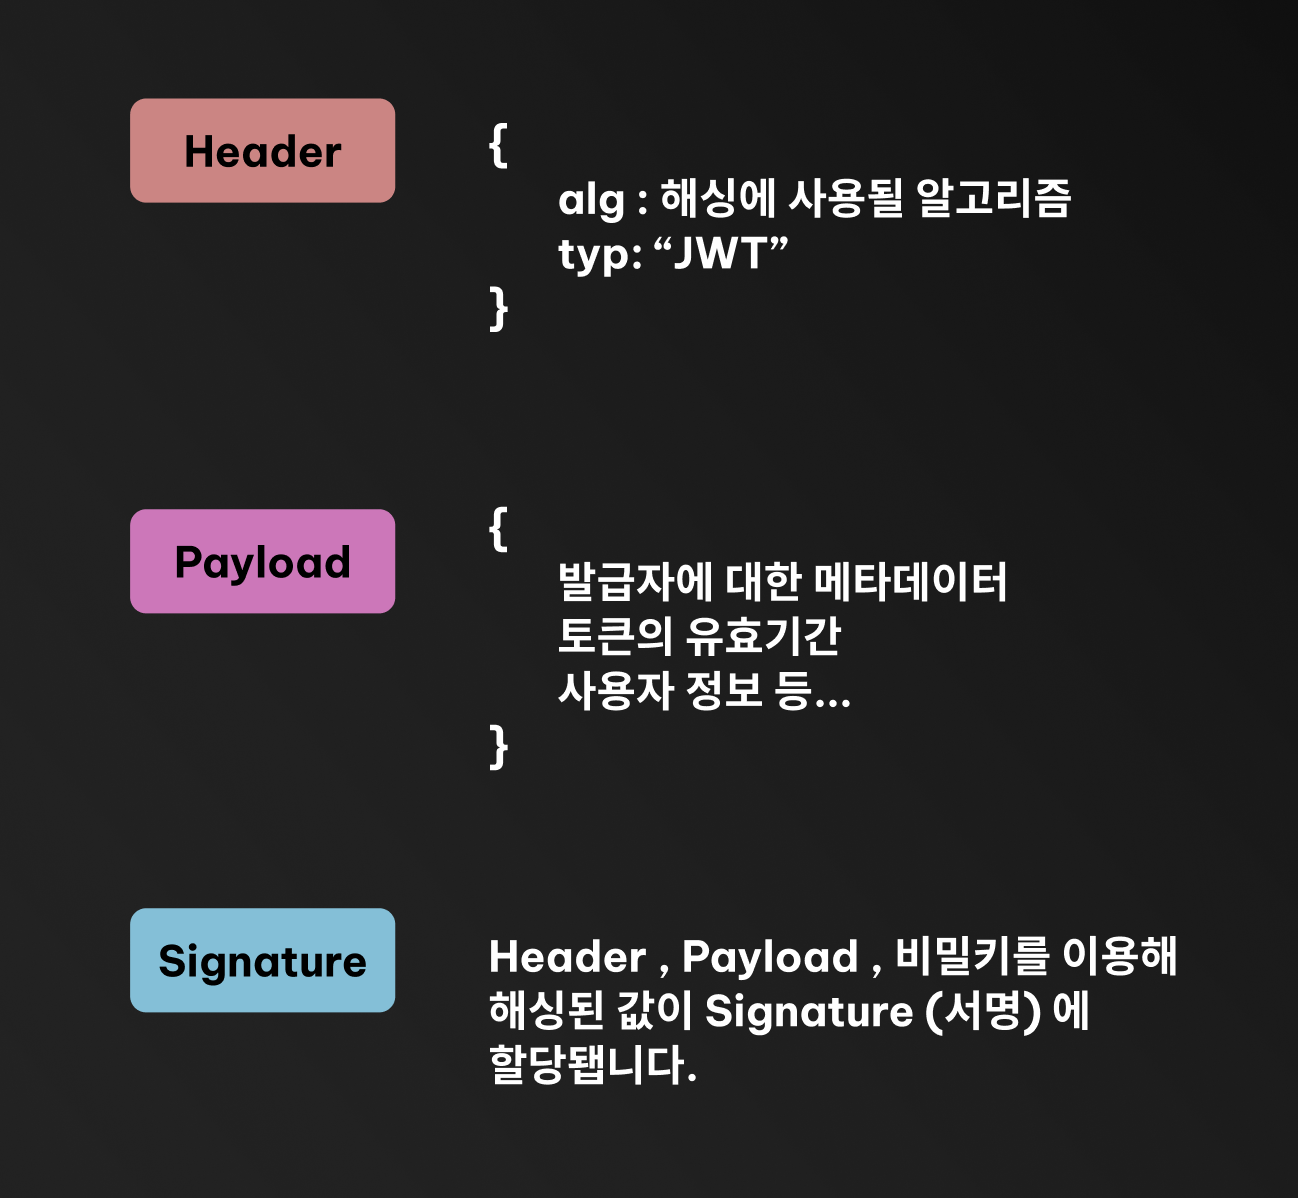 Header
{
alg : 해싱에 사용될 알고리즘
typ: “JWT”
}
Payload
{
발급자에 대한 메타데이터
토큰의 유효기간
사용자 정보 등...
}
Signature
Header , Payload , 비밀키를 이용해
해싱된 값이 Signature (서명) 에
할당됩니다.